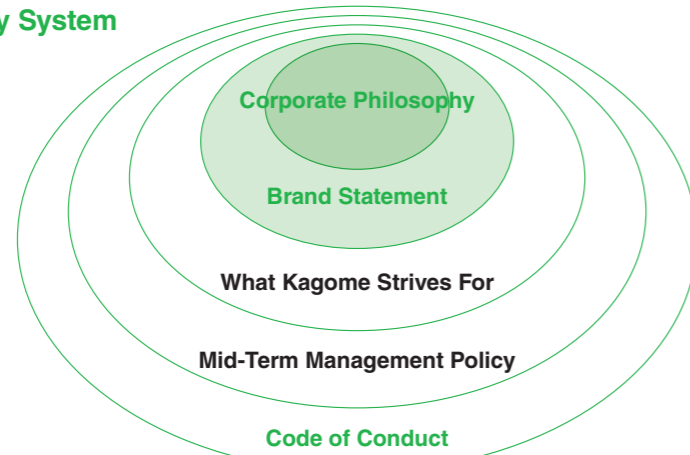 System
Corporate Philosophy
Brand Statement
What Kagome Strives For
Mid-Term Management Policy
Code of Conduct